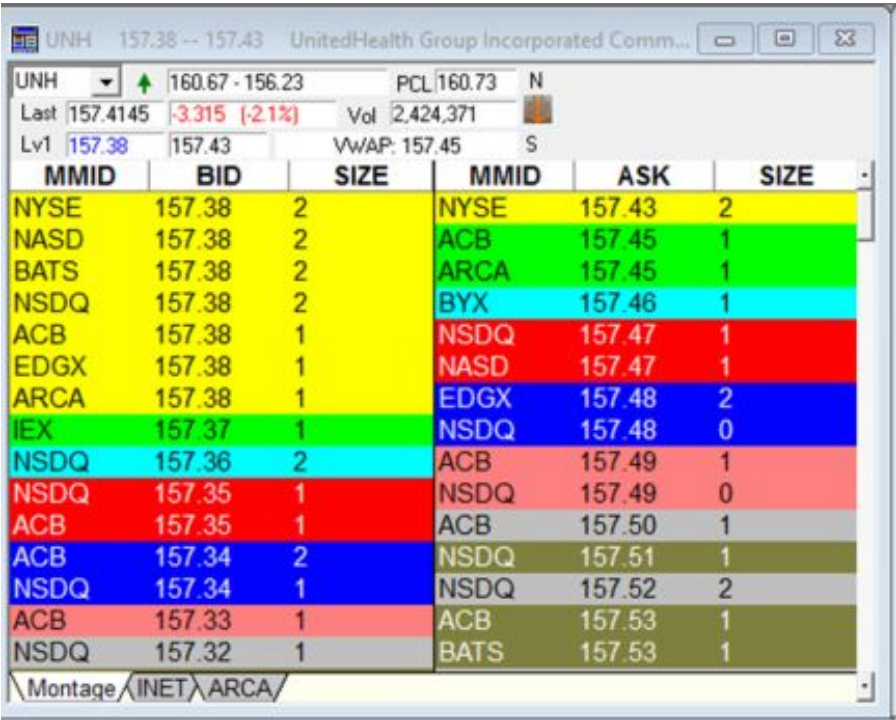 UNH 157.38 -- 157.43 UnitedHealth Group Incorporated Comm...
UNH 160.67 - 156.23 PCL 160.73 N
Last 157.4145 -3.315 (-2.1%) Vol 2,424,371
Lv1 157.38 157.43 VWAP: 157.45 S
MMID BID SIZE MMID ASK SIZE
NYSE 157.38 2 NYSE 157.43 2
NASD 157.38 2 ACB 157.45 1
BATS 157.38 2 ARCA 157.45 1
NSDQ 157.38 2 BYX 157.46 1
ACB 157.38 1 NSDQ 157.47 1
EDGX 157.38 1 NASD 157.47 1
ARCA 157.38 1 EDGX 157.48 2
IEX 157.37 1 NSDQ 157.48 0
NSDQ 157.36 2 ACB 157.49 1
NSDQ 157.35 1 NSDQ 157.49 0
ACB 157.35 1 ACB 157.50 1
ACB 157.34 2 NSDQ 157.51 1
NSDQ 157.34 1 NSDQ 157.52 2
ACB 157.33 1 ACB 157.53 1
NSDQ 157.32 1 BATS 157.53 1
Montage INET ARCA